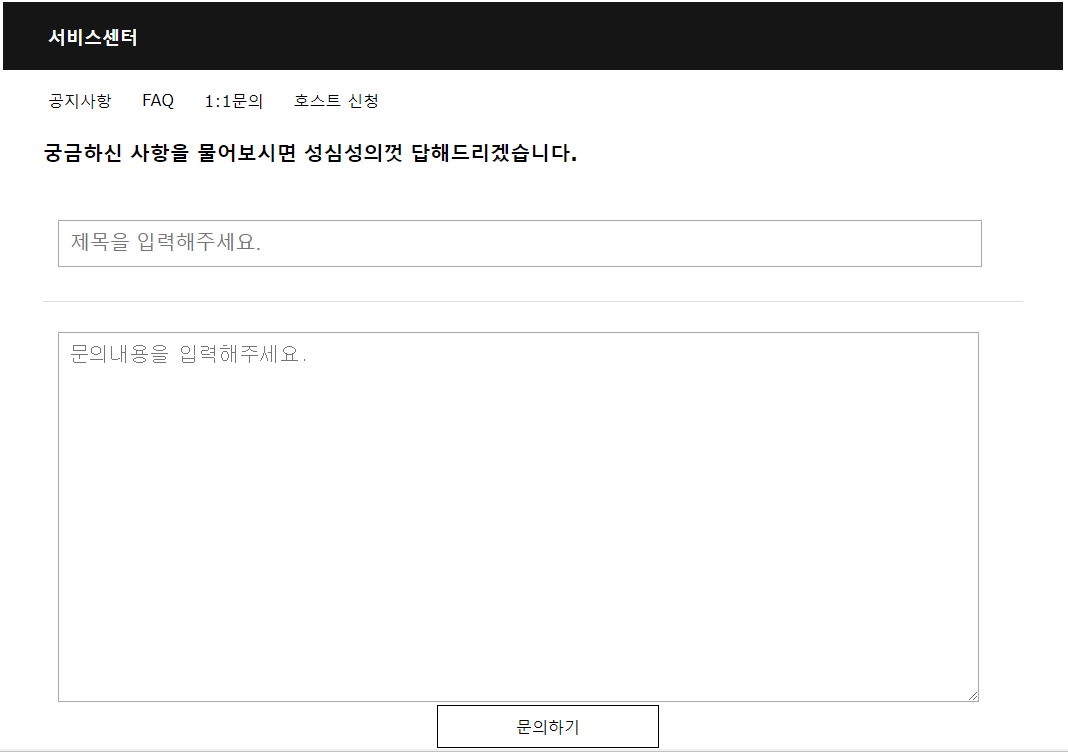 서비스센터
공지사항 FAQ 1:1문의 호스트 신청
궁금하신 사항을 물어보시면 성심성의껏 답해드리겠습니다.
제목을 입력해주세요.
문의내용을 입력해주세요.
문의하기